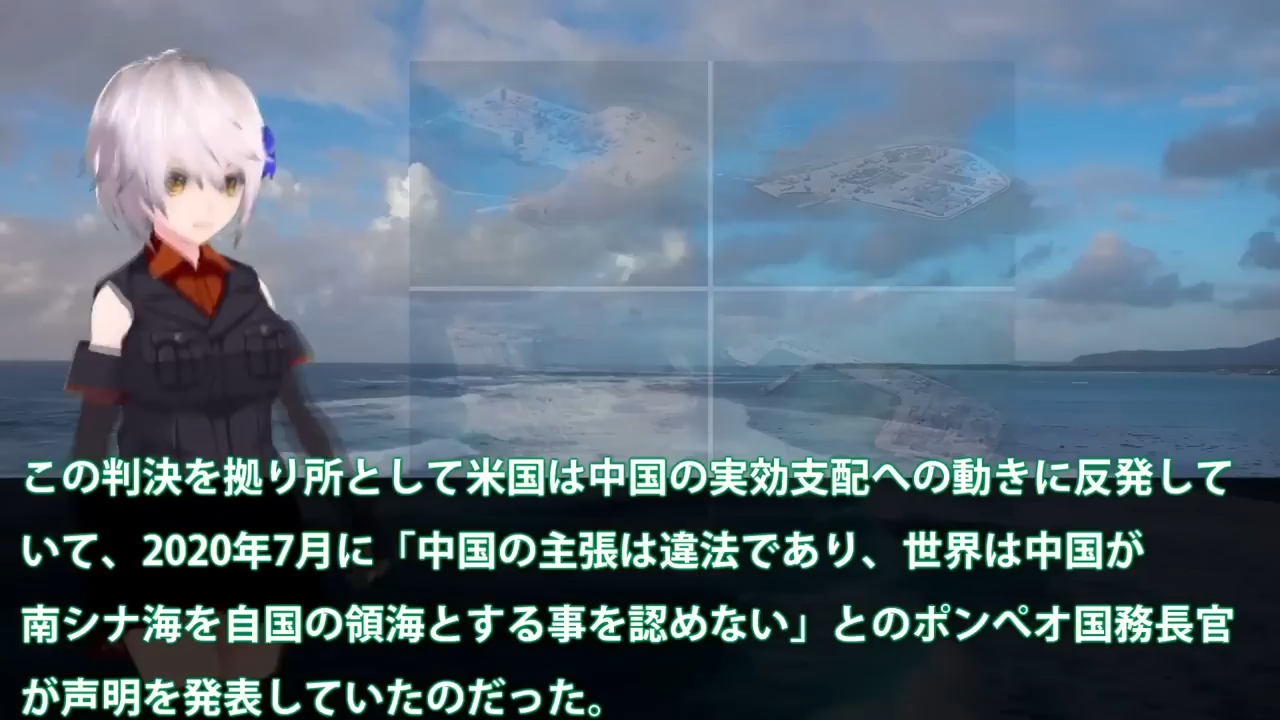 この判決を拠り所として米国は中国の実効支配への動きに反発して
いて、2020年7月に「中国の主張は違法であり、世界は中国が
南シナ海を自国の領海とする事を認めない」とのポンペオ国務長官
が声明を発表していたのだった。